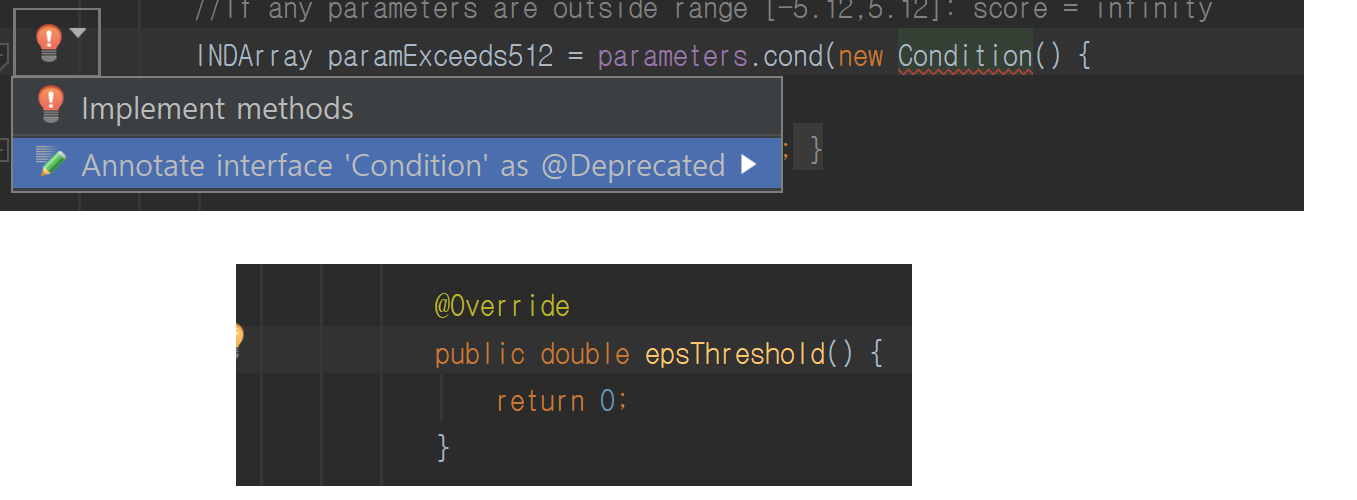 //If any parameters are outside range [-5.12,5.12]: score = infinity
INDArray paramExceeds512 = parameters.cond(new Condition() {
Implement methods
Annotate interface 'Condition' as @Deprecated
; }
@Override
public double epsThreshold() {
return 0;
}